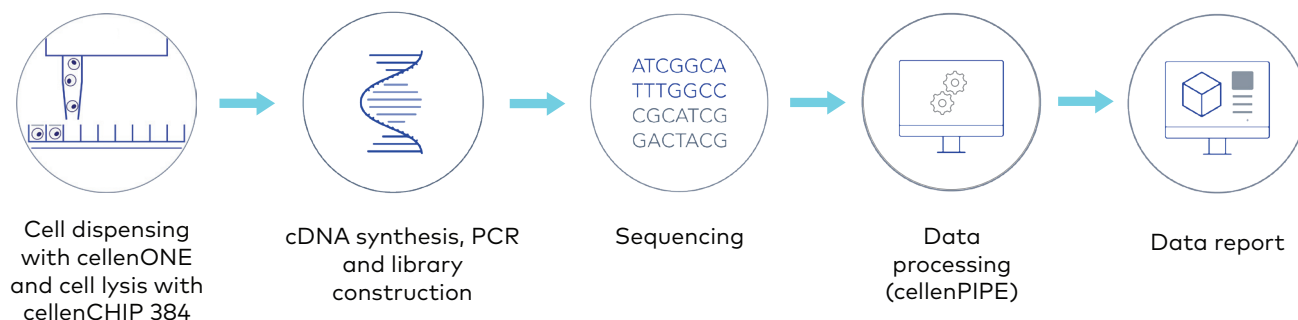 ATCGGCA
TTTGGCC
CGCATCG
GACTACG
Cell dispensing
with cellenONE
and cell lysis with
cellenCHIP 384
cDNA synthesis, PCR
and library
construction
Sequencing
Data
processing
(cellenPIPE)
Data report